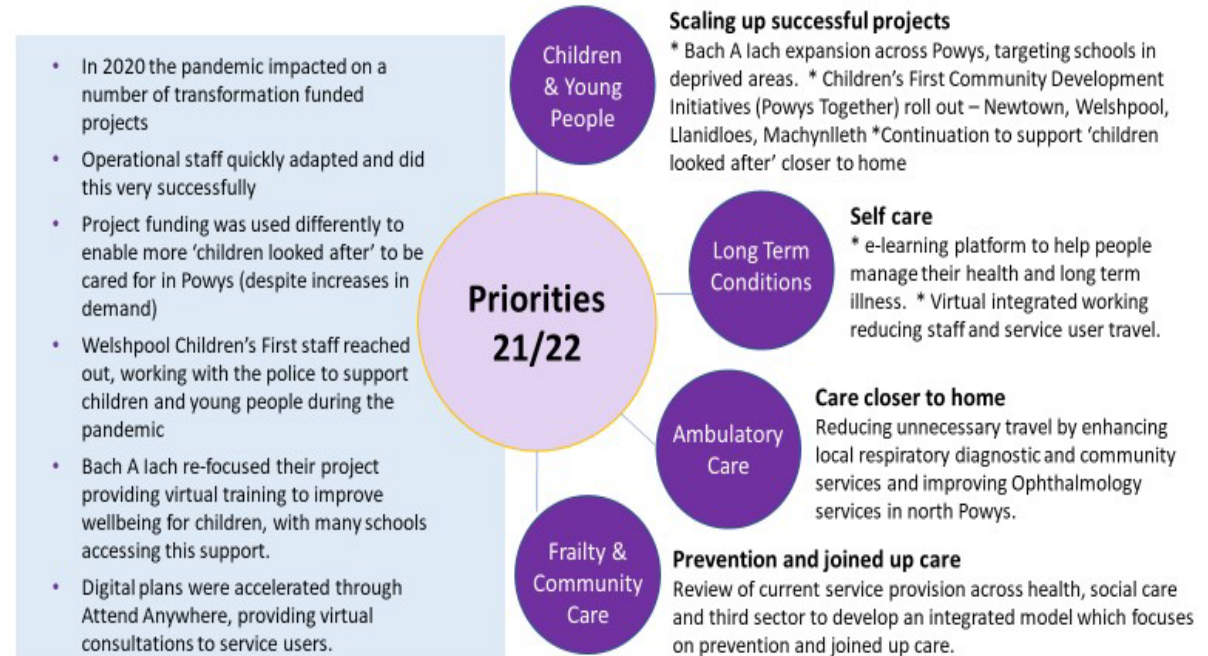 • In 2020 the pandemic impacted on a
number of transformation funded
projects
• Operational staff quickly adapted and did
this very successfully
• Project funding was used differently to
enable more ‘children looked after’ to be
cared for in Powys (despite increases in
demand)
• Welshpool Children’s First staff reached
out, working with the police to support
children and young people during the
pandemic
• Bach A Iach re-focused their project
providing virtual training to improve
wellbeing for children, with many schools
accessing this support.
• Digital plans were accelerated through
Attend Anywhere, providing virtual
consultations to service users.
Priorities
21/22
Children
& Young
People
Scaling up successful projects
* Bach A Iach expansion across Powys, targeting schools in
deprived areas. * Children’s First Community Development
Initiatives (Powys Together) roll out – Newtown, Welshpool,
Llanidloes, Machynlleth *Continuation to support ‘children
looked after’ closer to home
Long Term
Conditions
Self care
* e-learning platform to help people
manage their health and long term
illness. * Virtual integrated working
reducing staff and service user travel.
Ambulatory
Care
Care closer to home
Reducing unnecessary travel by enhancing
local respiratory diagnostic and community
services and improving Ophthalmology
services in north Powys.
Frailty &
Community
Care
Prevention and joined up care
Review of current service provision across health, social care
and third sector to develop an integrated model which focuses
on prevention and joined up care.